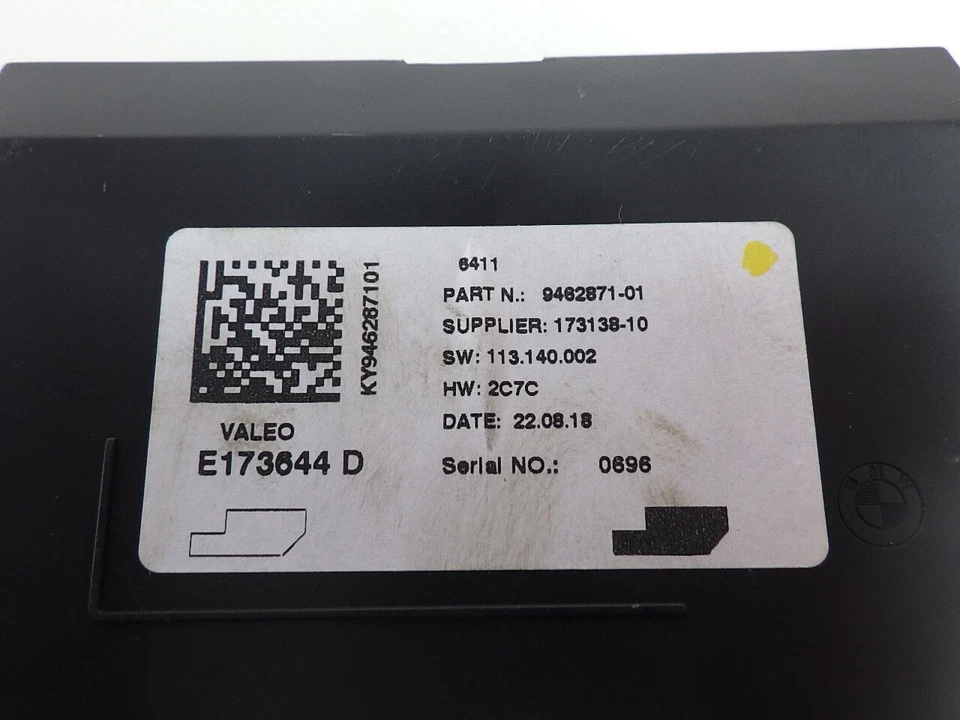 6411
PART N.: 9462871-01
SUPPLIER: 173138-10
SW: 113.140.002
HW: 2C7C
DATE: 22.08.18
Serial NO.: 0696
KY946287101
VALEO
E173644 D
BMW